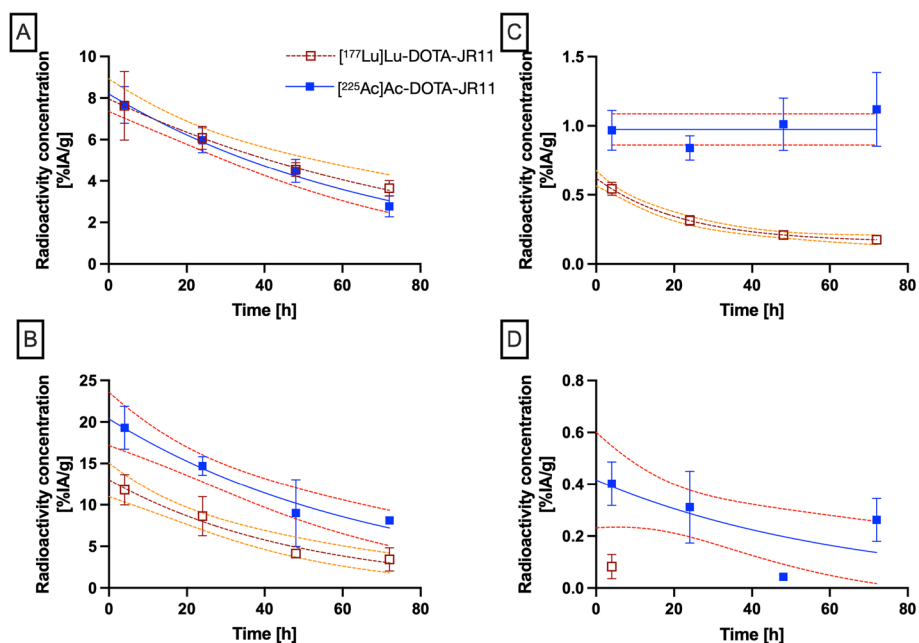 A
10
8
6
4
2
0
0 20 40 60 80
Time [h]
Radioactivity concentration
[%IA/g]
[¹⁷⁷Lu]Lu-DOTA-JR11
[²²⁵Ac]Ac-DOTA-JR11
C
1.5
1.0
0.5
0.0
0 20 40 60 80
Time [h]
Radioactivity concentration
[%IA/g]
B
25
20
15
10
5
0
0 20 40 60 80
Time [h]
Radioactivity concentration
[%IA/g]
D
0.8
0.6
0.4
0.2
0.0
0 20 40 60 80
Time [h]
Radioactivity concentration
[%IA/g]